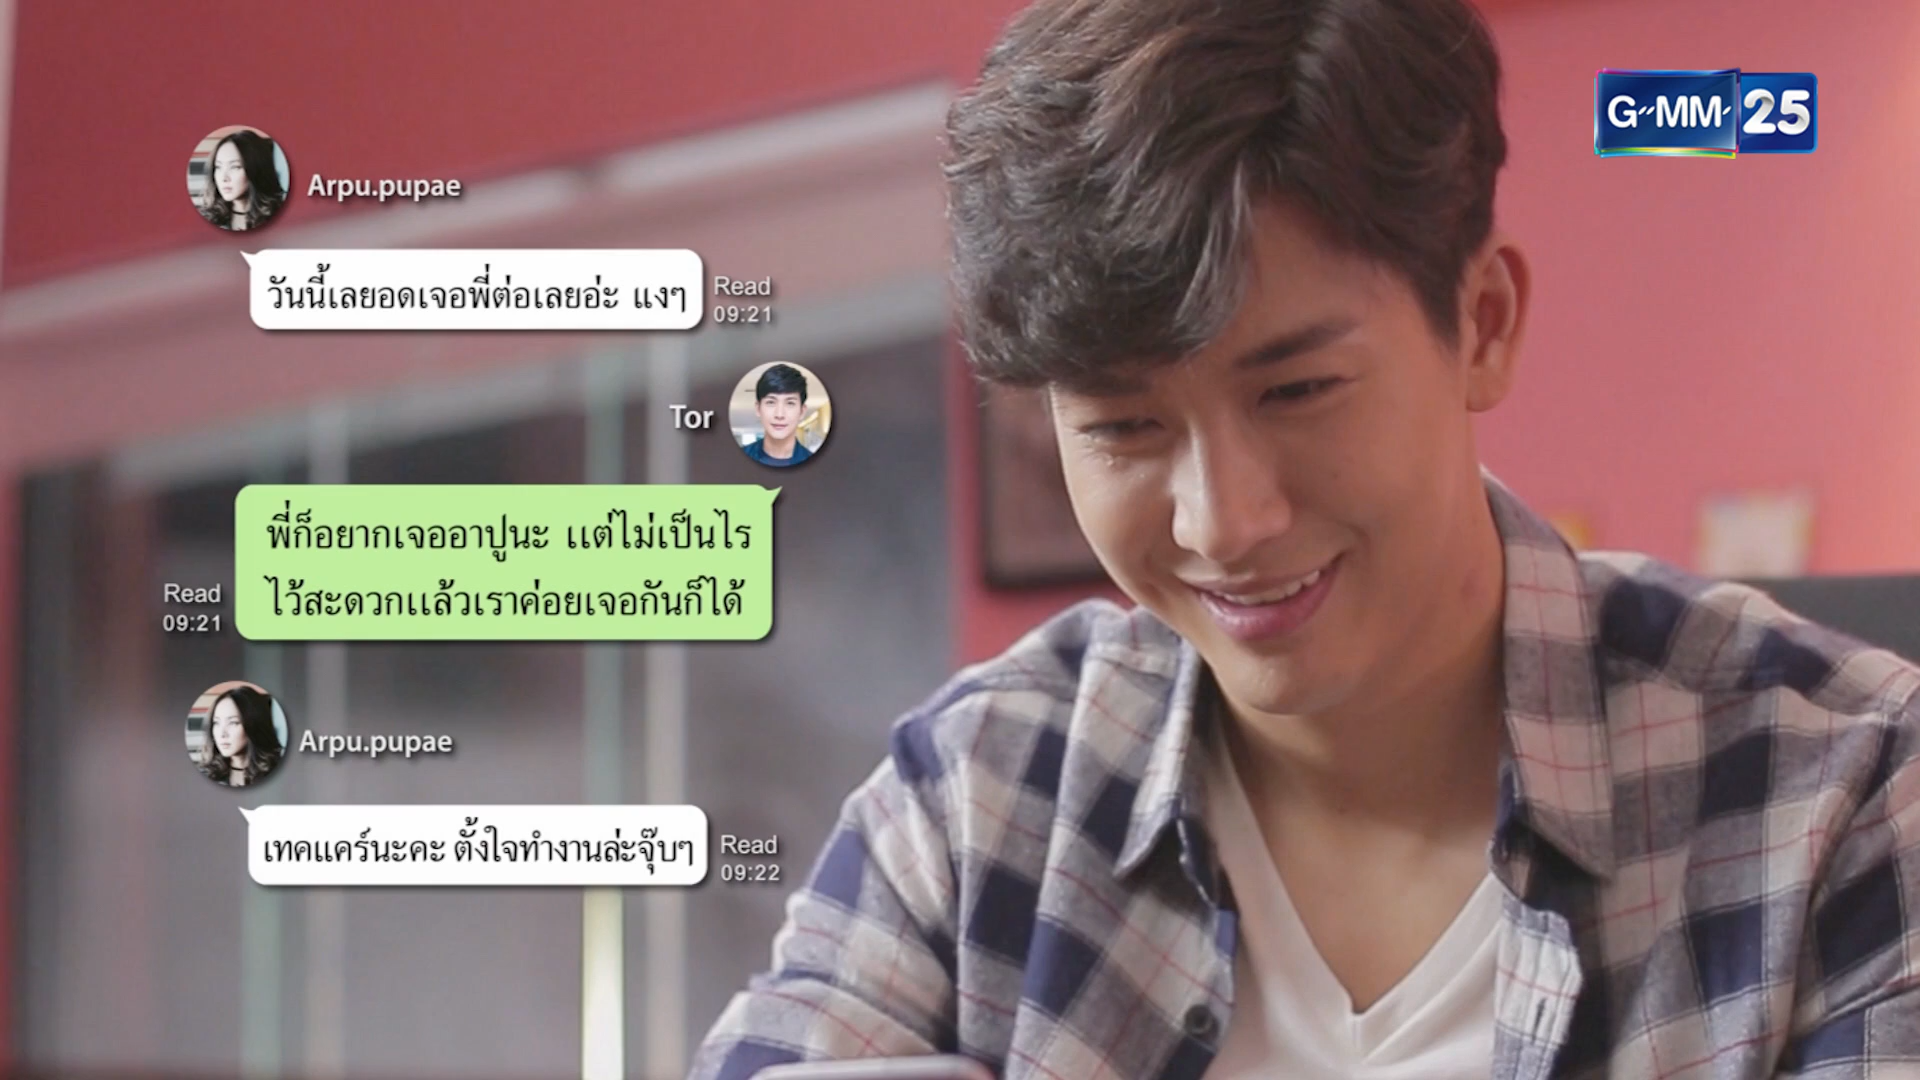 GMM 25
Arpu.pupae
วันนี้เลยอดเจอพี่ต่อเลยอ่ะ แงๆ
Read
09:21
Tor
พี่ก็อยากเจออาปูนะ แต่ไม่เป็นไร
ไว้สะดวกแล้วเราค่อยเจอกันก็ได้
Read
09:21
Arpu.pupae
เทคแคร์นะคะ ตั้งใจทำงานล่ะจุ๊บๆ
Read
09:22